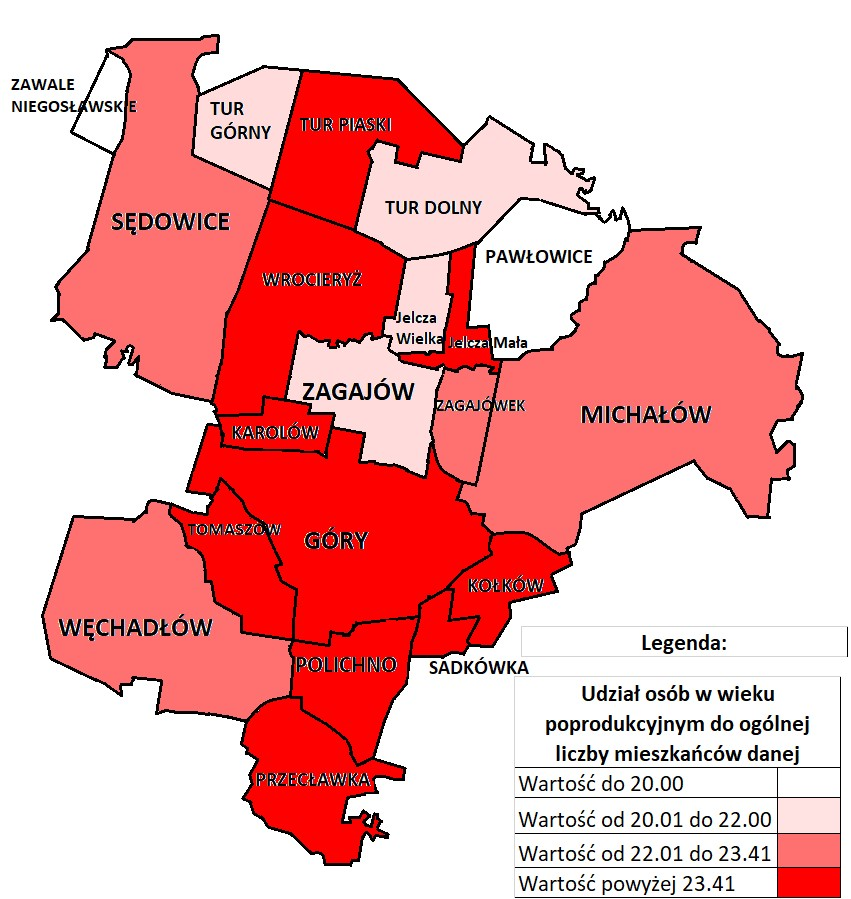 ZAWALE
NIEGOSŁAWSKIE
TUR
GÓRNY
TUR PIASKI
SĘDOWICE
TUR DOLNY
PAWŁOWICE
WROCIERYŻ
Jelcza
Wielka
Jelcza Mała
ZAGAJÓW
ZAGAJÓWEK
MICHAŁÓW
KAROLÓW
TOMASZÓW
GÓRY
KOŁKÓW
WĘCHADŁÓW
POLICHNO
SADKÓWKA
PRZECŁAWKA
Legenda:
Udział osób w wieku
poprodukcyjnym do ogólnej
liczby mieszkańców danej
Wartość do 20.00
Wartość od 20.01 do 22.00
Wartość od 22.01 do 23.41
Wartość powyżej 23.41